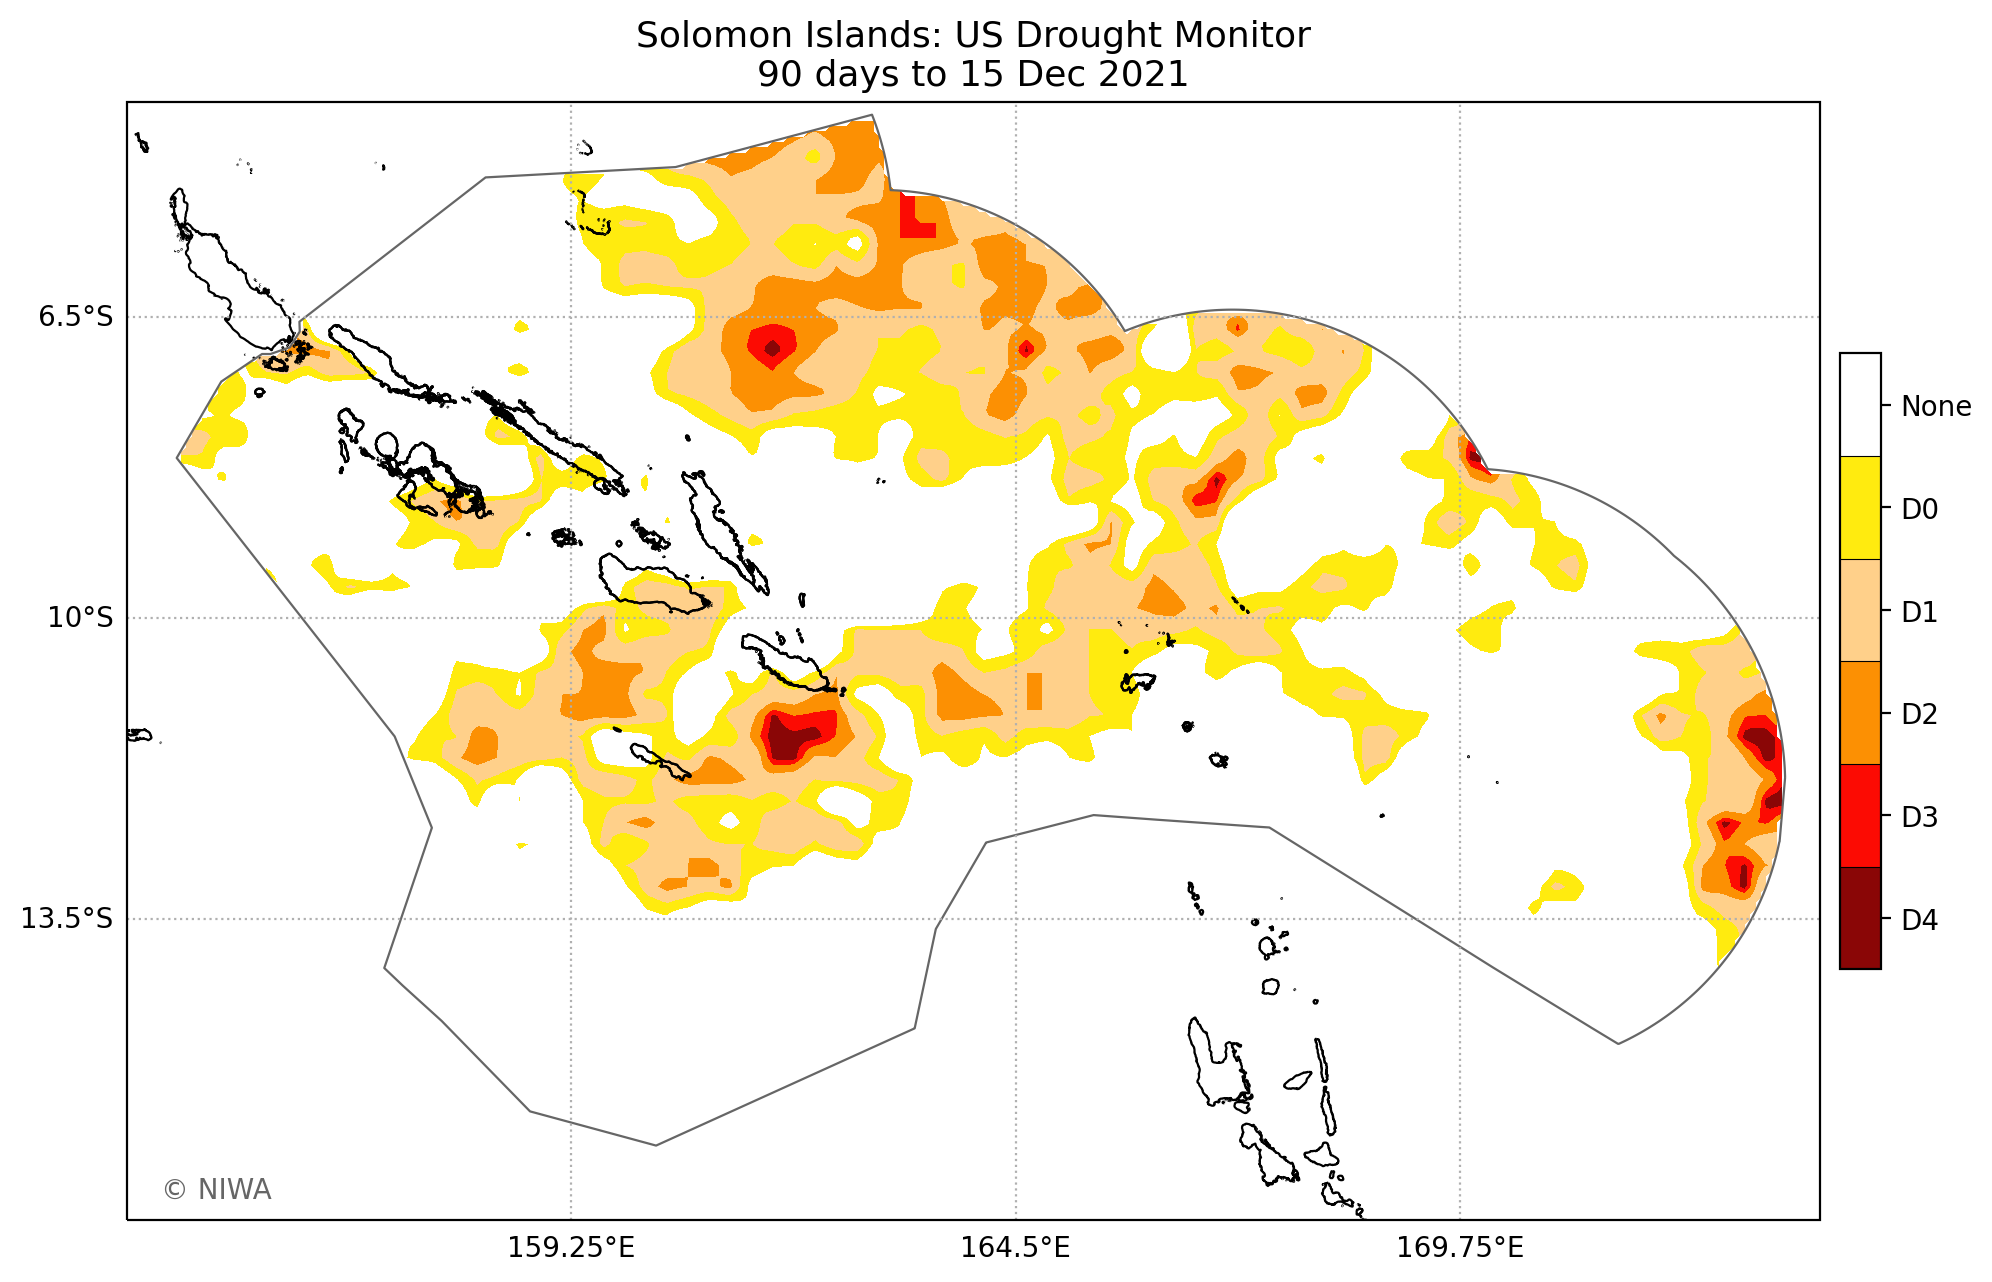 Solomon Islands: US Drought Monitor
90 days to 15 Dec 2021
6.5°S
10°S
13.5°S
159.25°E
164.5°E
169.75°E
None
D0
D1
D2
D3
D4
© NIWA